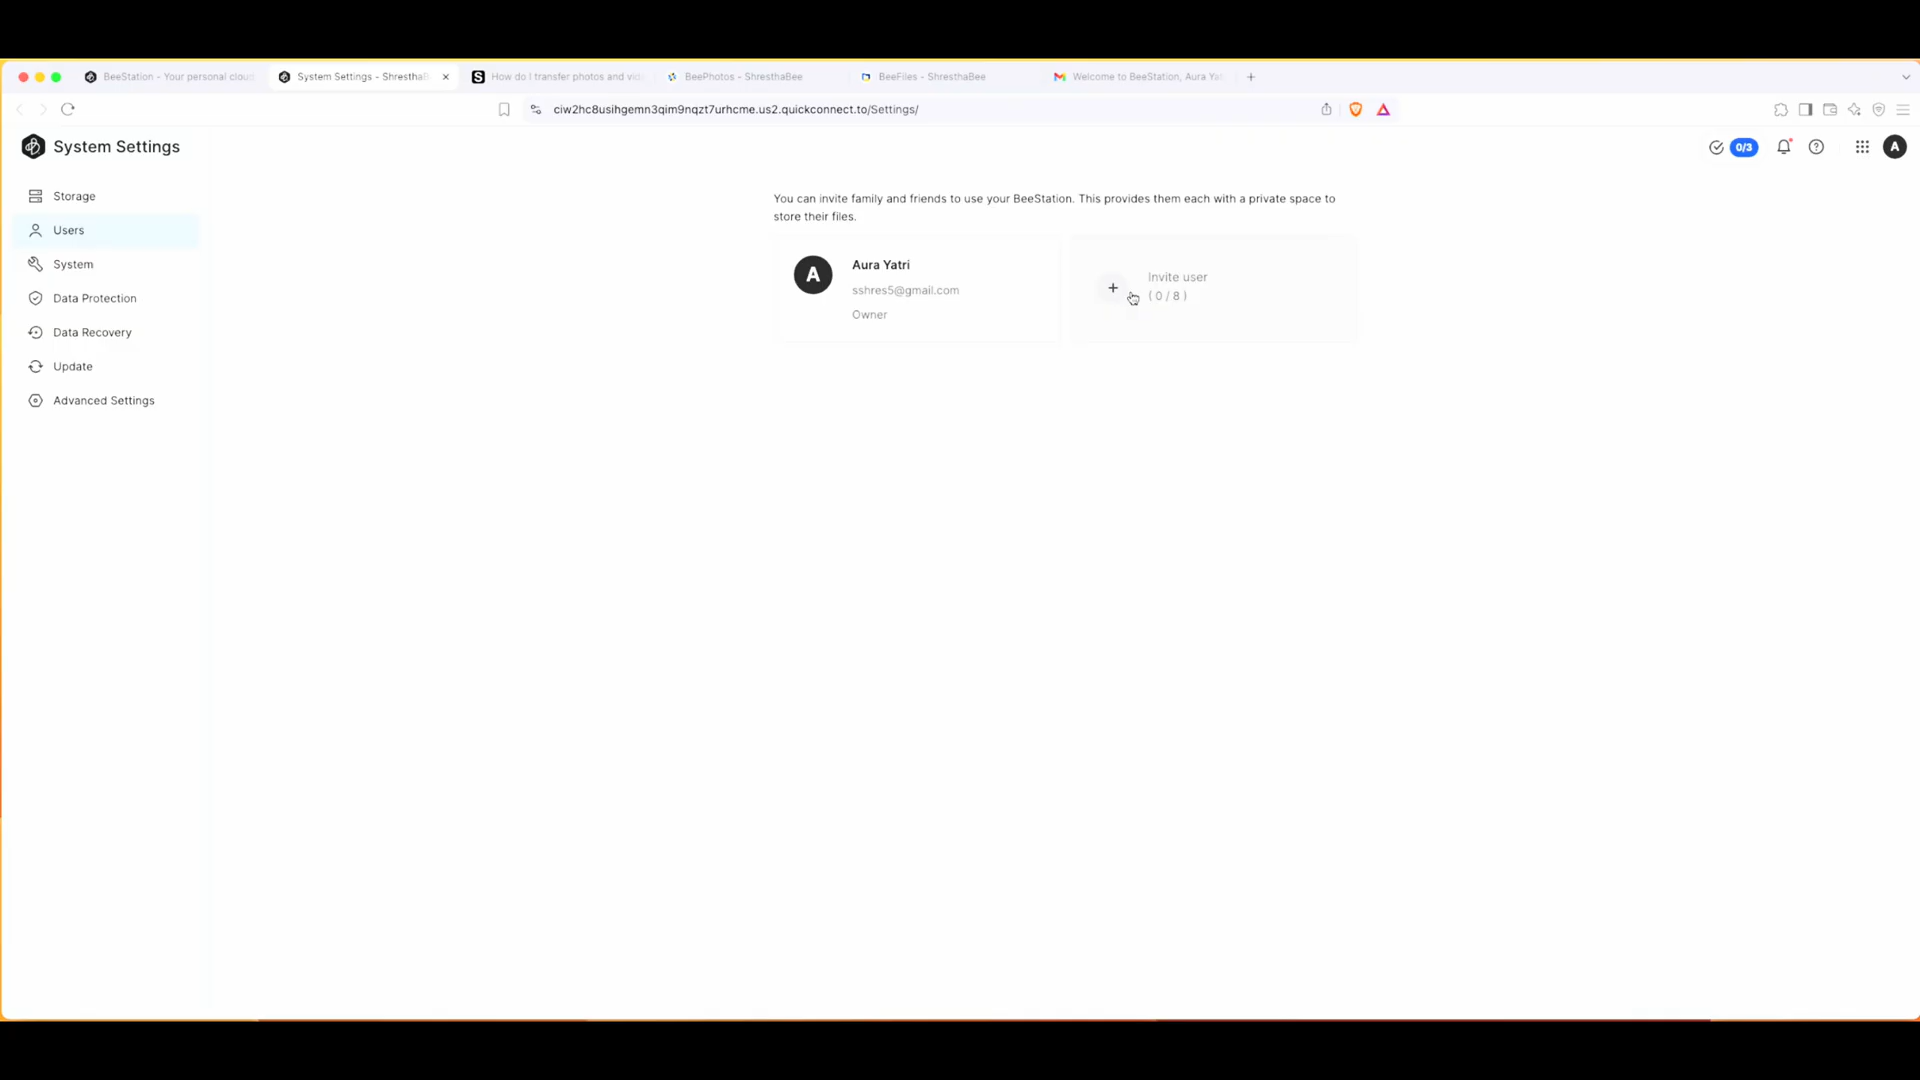 BeeStation - Your personal cloud
System Settings - Shrestha
How do I transfer photos and
BeePhotos - ShresthaBee
BeeFiles - ShresthaBee
Welcome to BeeStation, Aura
ciw2hc8usihgemn3qim9nqzt7urhcme.us2.quickconnect.to/Settings/
System Settings
0/3
A
Storage
Users
System
Data Protection
Data Recovery
Update
Advanced Settings
You can invite family and friends to use your BeeStation. This provides them each with a private space to
store their files.
A
Aura Yatri
sshres5@gmail.com
Owner
Invite user
( 0 / 8 )